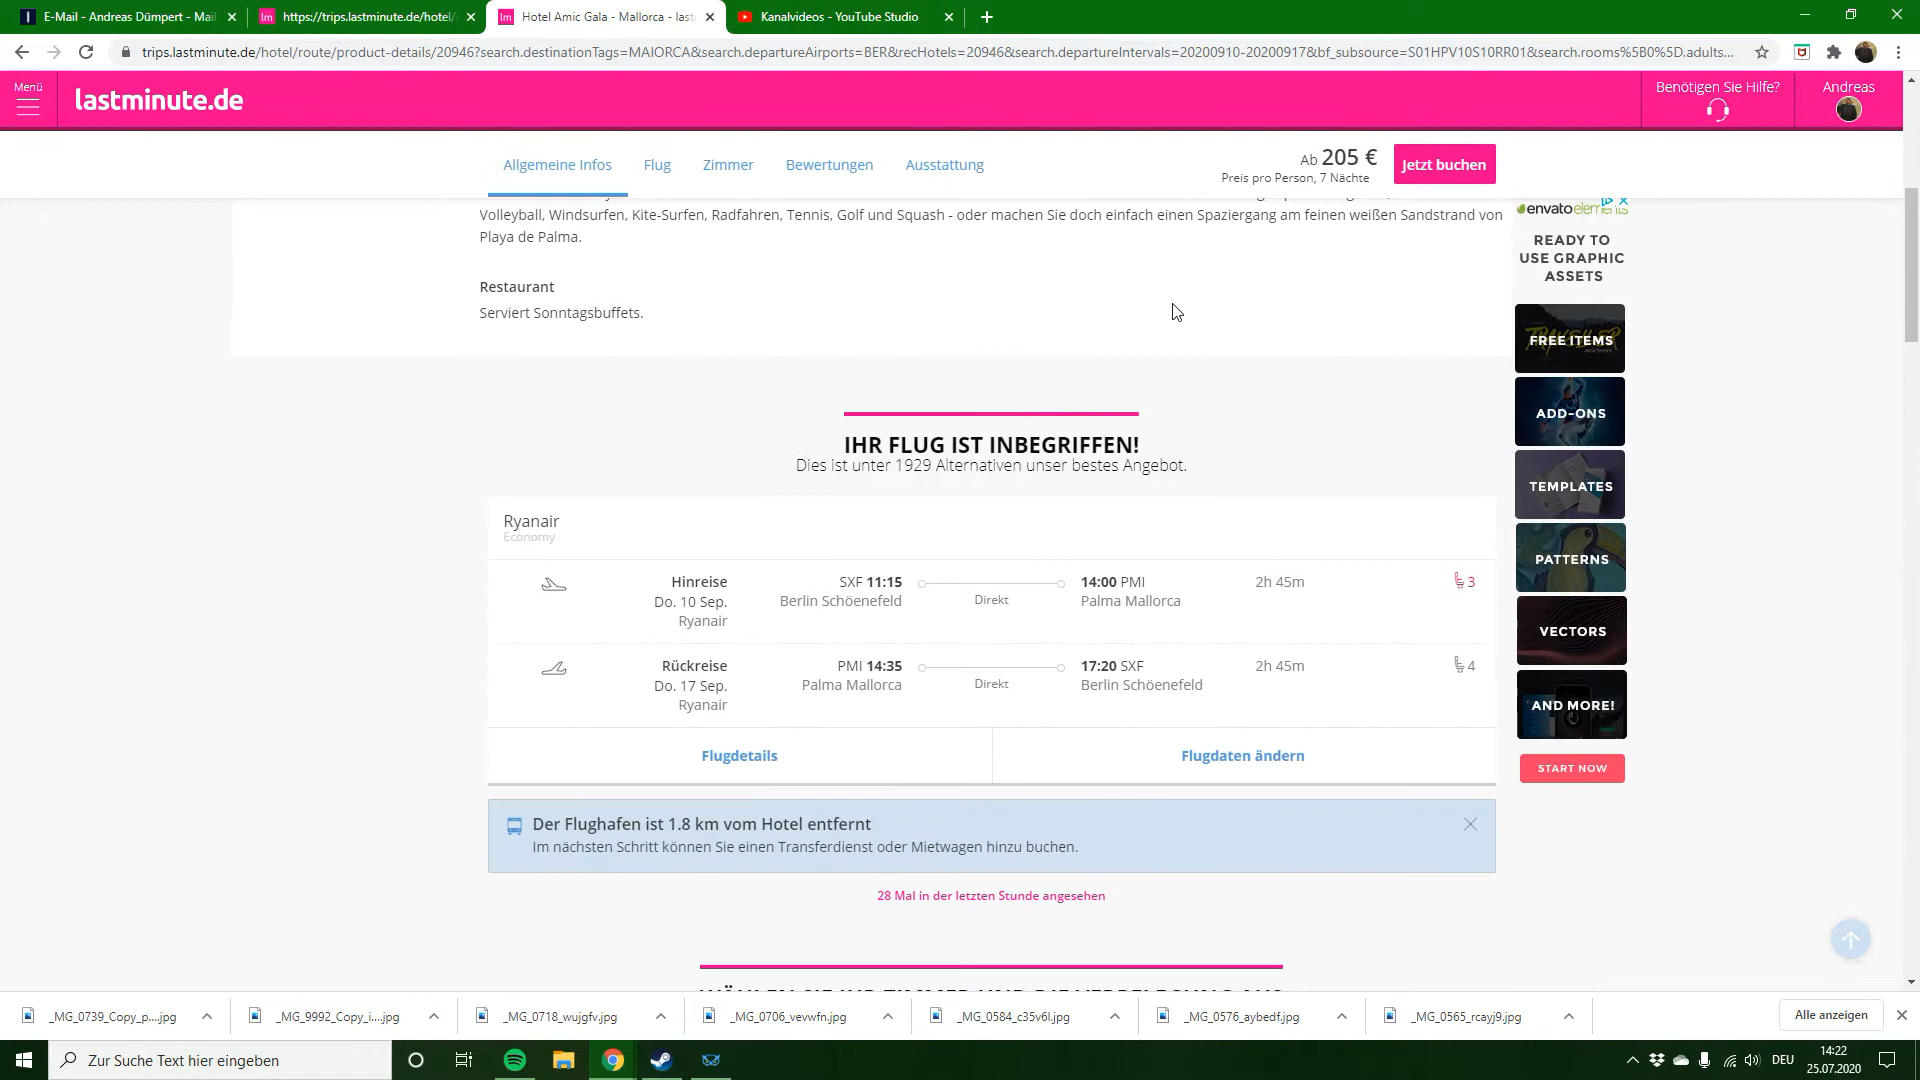 E-Mail - Andreas Dümpert - Mail
https://trips.lastminute.de/hotel/
Hotel Amic Gala - Mallorca - last
Kanalvideos - YouTube Studio
trips.lastminute.de/hotel/route/product-details/20946?search.destinationTags=MAIORCA&search.departureAirports=BER&recHotels=20946&search.departureIntervals=20200910-20200917&bf_subsource=S01HPV10S10RR01&search.rooms%5B0%5D.adults...
Menü
lastminute.de
Benötigen Sie Hilfe?
Andreas
Allgemeine Infos
Flug
Zimmer
Bewertungen
Ausstattung
Ab 205 €
Preis pro Person, 7 Nächte
Jetzt buchen
Volleyball, Windsurfen, Kite-Surfen, Radfahren, Tennis, Golf und Squash - oder machen Sie doch einfach einen Spaziergang am feinen weißen Sandstrand von
Playa de Palma.
Restaurant
Serviert Sonntagsbuffets.
envato elements
READY TO
USE GRAPHIC
ASSETS
FREE ITEMS
ADD-ONS
TEMPLATES
PATTERNS
VECTORS
AND MORE!
START NOW
IHR FLUG IST INBEGRIFFEN!
Dies ist unter 1929 Alternativen unser bestes Angebot.
Ryanair
Economy
Hinreise
Do. 10 Sep.
Ryanair
SXF 11:15
Berlin Schöenefeld
Direkt
14:00 PMI
Palma Mallorca
2h 45m
3
Rückreise
Do. 17 Sep.
Ryanair
PMI 14:35
Palma Mallorca
Direkt
17:20 SXF
Berlin Schöenefeld
2h 45m
4
Flugdetails
Flugdaten ändern
Der Flughafen ist 1.8 km vom Hotel entfernt
Im nächsten Schritt können Sie einen Transferdienst oder Mietwagen hinzu buchen.
28 Mal in der letzten Stunde angesehen
WÄHLEN SIE IHR ZIMMER UND DIE VERPFLEGUNG AUS
_MG_0739_Copy_p....jpg
_MG_9992_Copy_i....jpg
_MG_0718_wujgfv.jpg
_MG_0706_vevwfn.jpg
_MG_0584_c35v6l.jpg
_MG_0576_aybedf.jpg
_MG_0565_rcayj9.jpg
Alle anzeigen
Zur Suche Text hier eingeben
DEU
14:22
25.07.2020